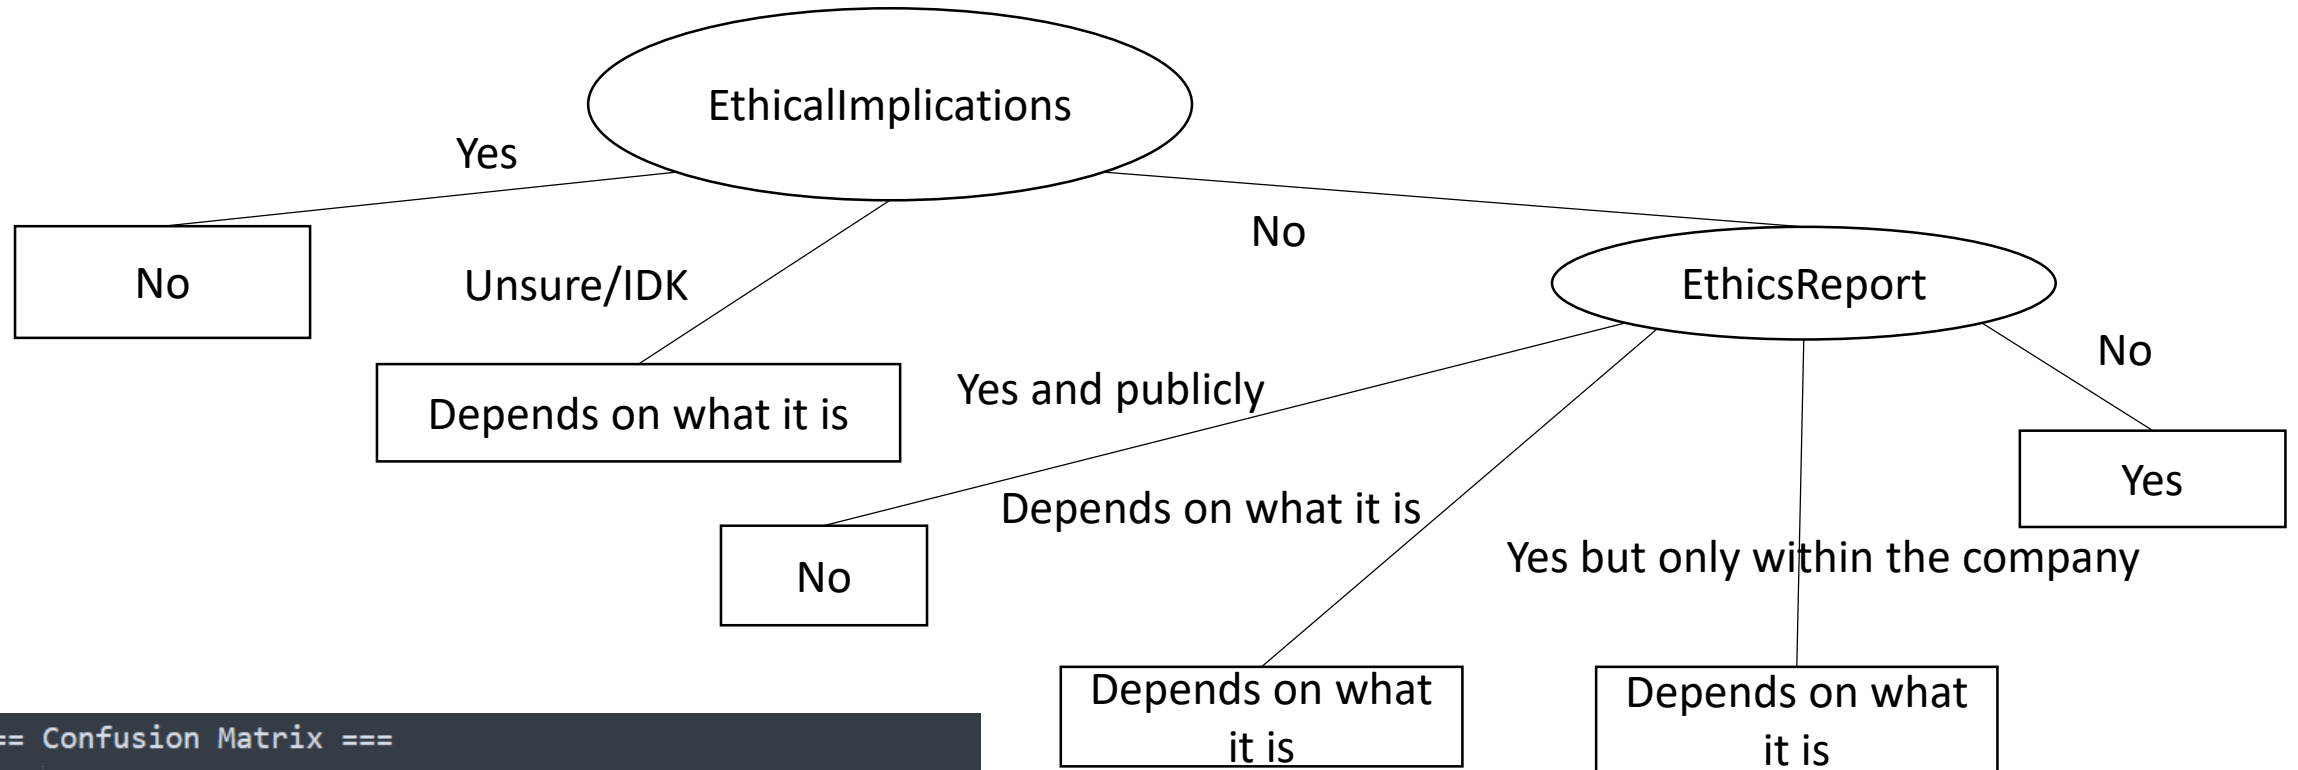 EthicalImplications
Yes
No
No
Unsure/IDK
EthicsReport
No
Depends on what it is
Yes and publicly
Yes
Depends on what it is
Yes but only within the company
No
Depends on what
it is
Depends on what
it is
== Confusion Matrix ===